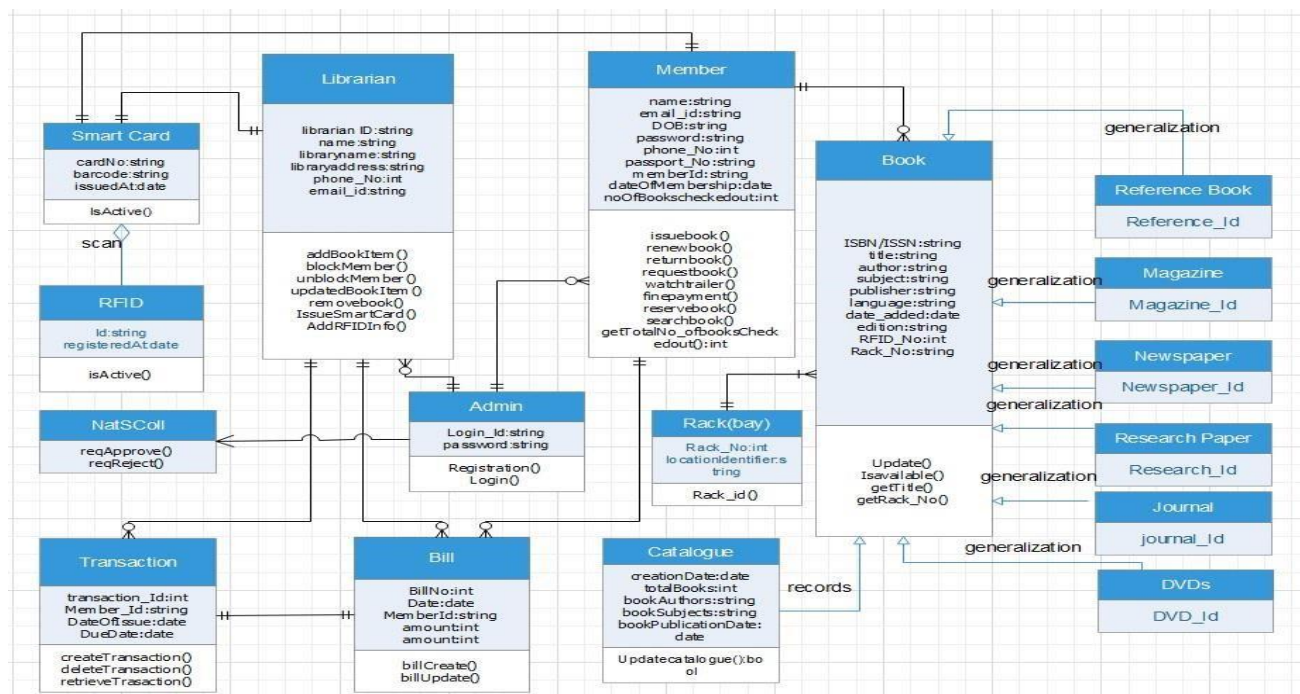 Librarian
librarian ID:string
name:string
libraryname:string
libraryaddress:string
phone_No:int
email_id:string
addBookItem()
blockMember()
unblockMember()
updatedBookItem()
removebook()
IssueSmartCard()
AddRFIDInfo()
Member
name:string
email_id:string
DOB:string
password:string
phone_No:int
passport_No:string
memberId:string
dateOfMembership:date
noOfBookscheckedout:int
issuebook()
renewbook()
returnbook()
requestbook()
watchtrailer()
finepayment()
reservebook()
searchbook()
getTotalNo_ofbooksCheck
edout():int
Smart Card
cardNo:string
barcode:string
issuedAt:date
IsActive()
scan
RFID
Id:string
registeredAt:date
isActive()
NatSColl
reqApprove()
reqReject()
Admin
Login_Id:string
password:string
Registration()
Login()
Rack(bay)
Rack_No:int
locationIdentifier:s
tring
Rack_id()
Book
ISBN/ISSN:string
title:string
author:string
subject:string
publisher:string
language:string
date_added:date
edition:string
RFID_No:int
Rack_No:string
Update()
Isavailable()
getTitle()
getRack_No()
generalization
Reference Book
Reference_Id
generalization
Magazine
Magazine_Id
generalization
Newspaper
Newspaper_Id
generalization
Research Paper
Research_Id
generalization
Journal
journal_Id
generalization
DVDs
DVD_Id
Transaction
transaction_Id:int
Member_Id:string
DateOfIssue:date
DueDate:date
createTransaction()
deleteTransaction()
retrieveTrasaction()
Bill
BillNo:int
Date:date
MemberId:string
amount:int
amount:int
billCreate()
billUpdate()
Catalogue
creationDate:date
totalBooks:int
bookAuthors:string
bookSubjects:string
bookPublicationDate:
date
Updatecatalogue():bo
ol
records